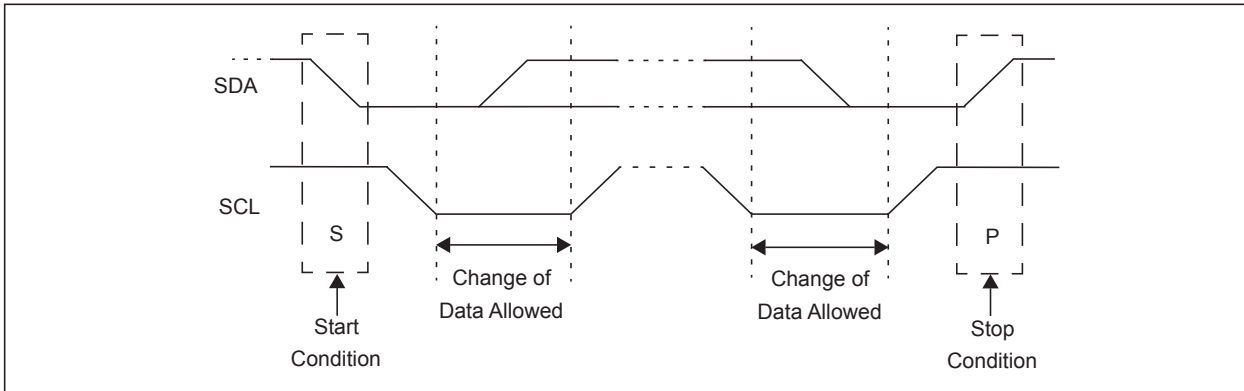 SDA
SCL
S
P
Change of
Data Allowed
Change of
Data Allowed
Start
Condition
Stop
Condition